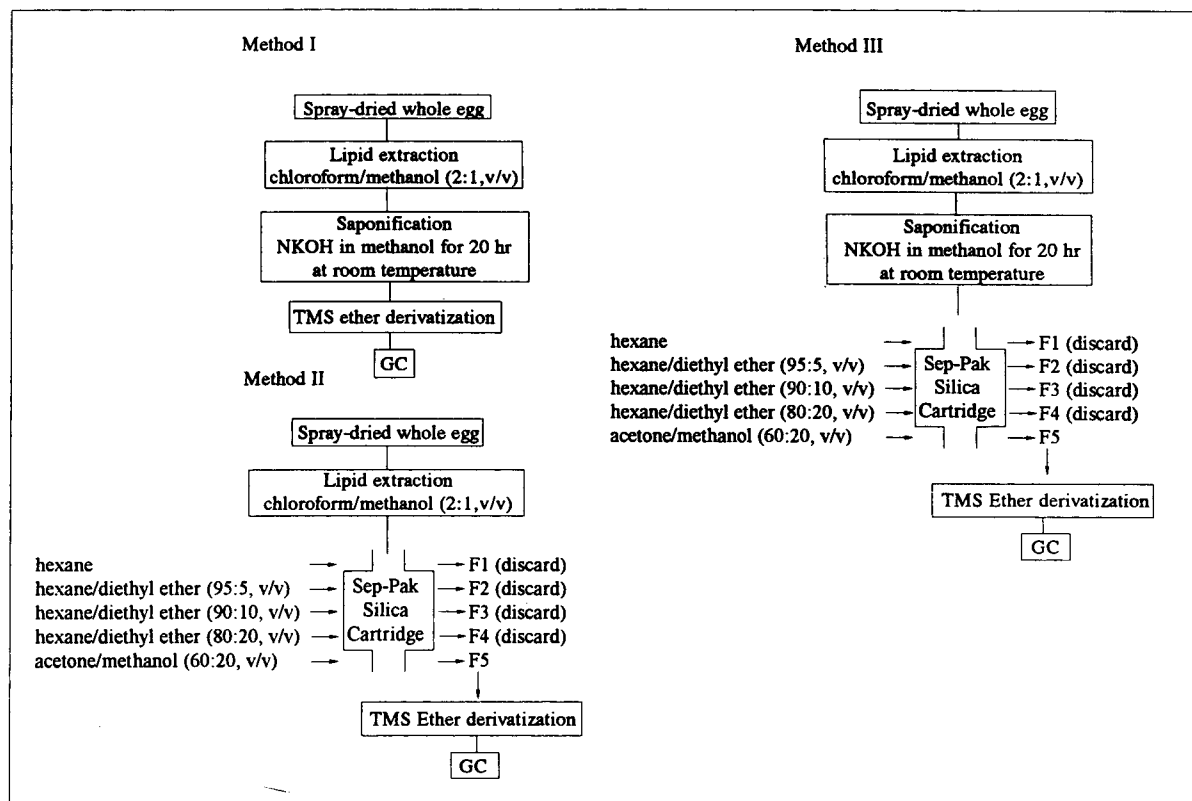 Method I
Spray-dried whole egg
Lipid extraction
chloroform/methanol (2:1,v/v)
Saponification
NKOH in methanol for 20 hr
at room temperature
TMS ether derivatization
GC
Method II
Spray-dried whole egg
Lipid extraction
chloroform/methanol (2:1,v/v)
hexane
hexane/diethyl ether (95:5, v/v)
hexane/diethyl ether (90:10, v/v)
hexane/diethyl ether (80:20, v/v)
acetone/methanol (60:20, v/v)
Sep-Pak
Silica
Cartridge
F1 (discard)
F2 (discard)
F3 (discard)
F4 (discard)
F5
TMS Ether derivatization
GC
Method III
Spray-dried whole egg
Lipid extraction
chloroform/methanol (2:1,v/v)
Saponification
NKOH in methanol for 20 hr
at room temperature
hexane
hexane/diethyl ether (95:5, v/v)
hexane/diethyl ether (90:10, v/v)
hexane/diethyl ether (80:20, v/v)
acetone/methanol (60:20, v/v)
Sep-Pak
Silica
Cartridge
F1 (discard)
F2 (discard)
F3 (discard)
F4 (discard)
F5
TMS Ether derivatization
GC